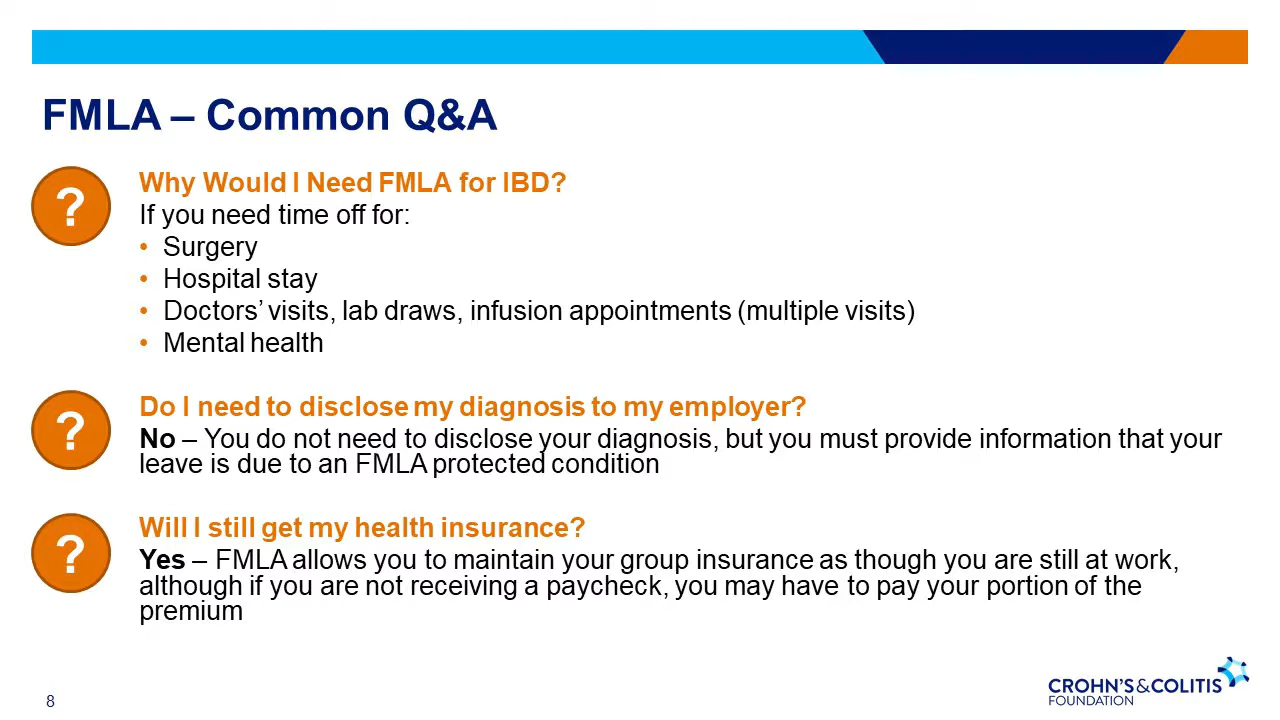 FMLA – Common Q&A
?
Why Would I Need FMLA for IBD?
If you need time off for:
• Surgery
• Hospital stay
• Doctors’ visits, lab draws, infusion appointments (multiple visits)
• Mental health
?
Do I need to disclose my diagnosis to my employer?
No – You do not need to disclose your diagnosis, but you must provide information that your
leave is due to an FMLA protected condition
?
Will I still get my health insurance?
Yes – FMLA allows you to maintain your group insurance as though you are still at work,
although if you are not receiving a paycheck, you may have to pay your portion of the
premium
8
CROHN’S&COLITIS
FOUNDATION